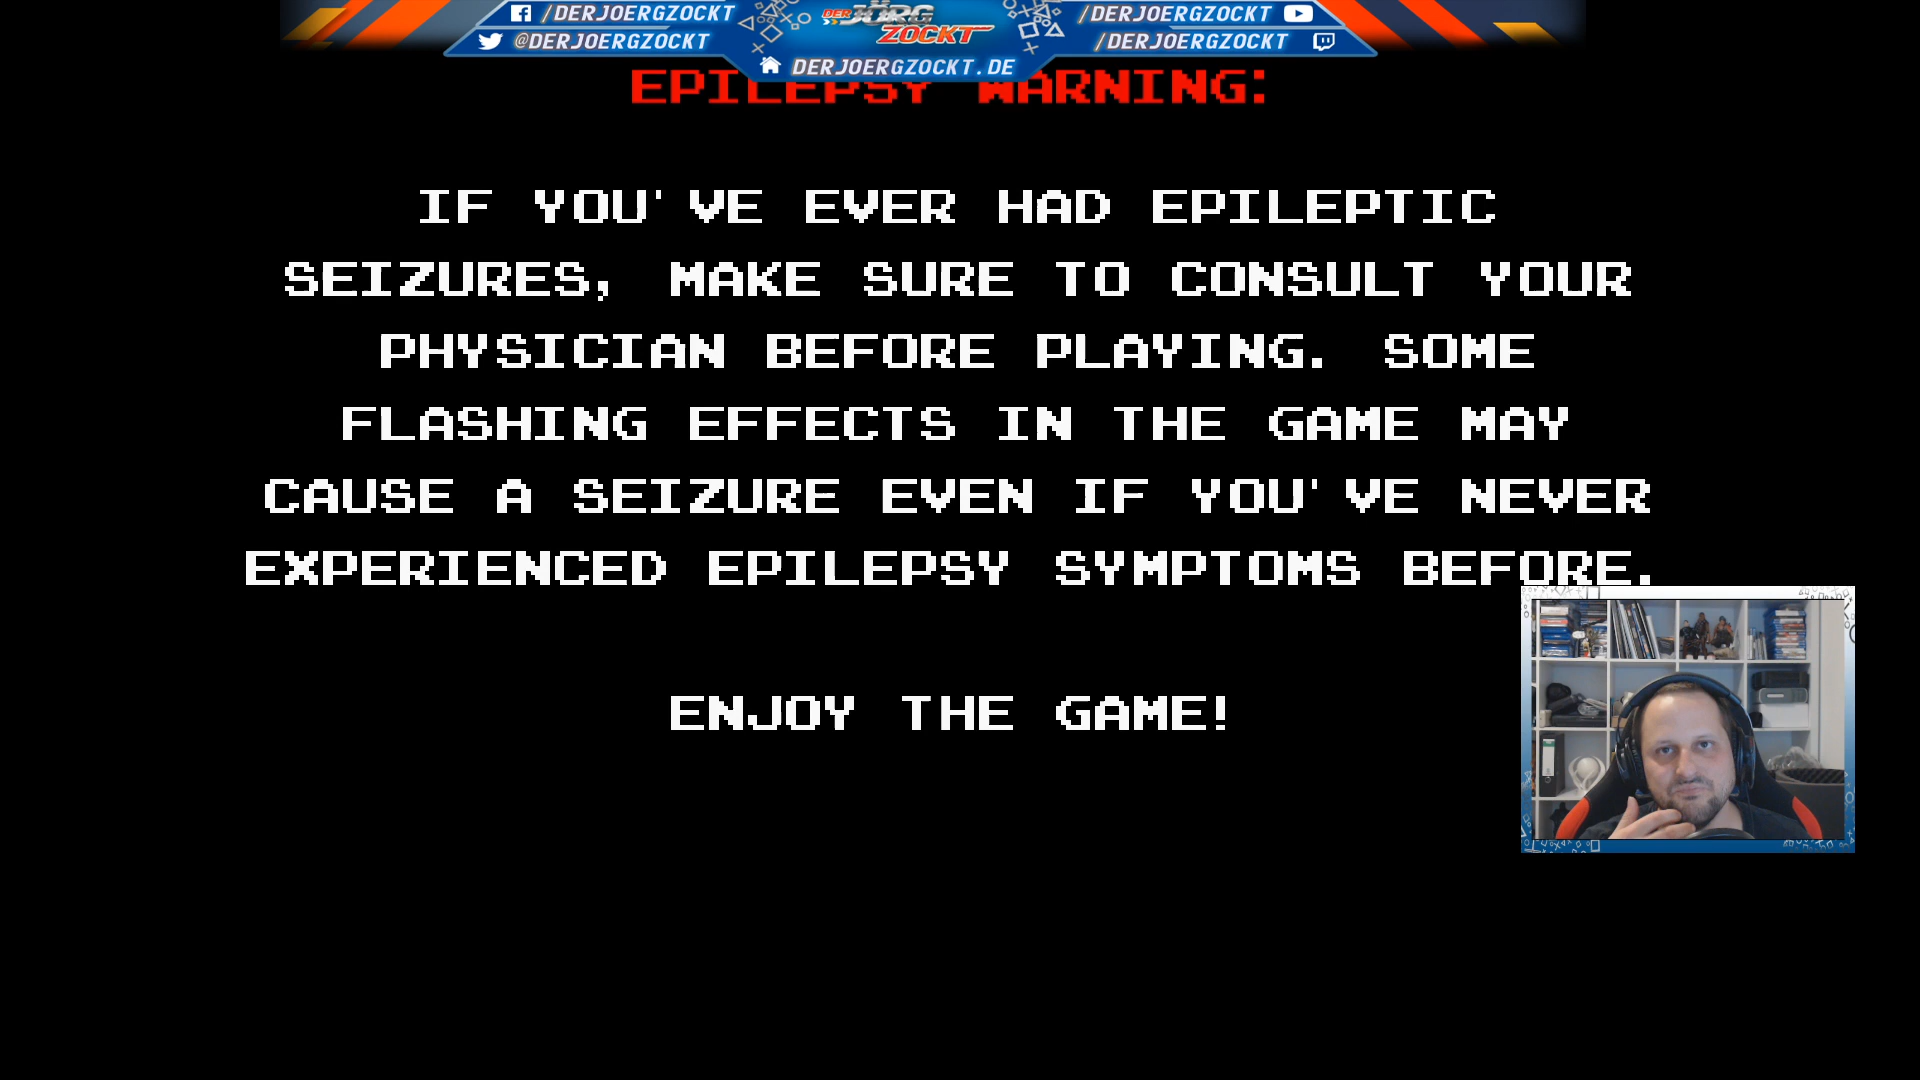 /DERJOERGZOCKT
@DERJOERGZOCKT
DER JÖRG
ZOCKT
/DERJOERGZOCKT
/DERJOERGZOCKT
DERJOERGZOCKT.DE
EPILEPSY WARNING:
IF YOU'VE EVER HAD EPILEPTIC
SEIZURES, MAKE SURE TO CONSULT YOUR
PHYSICIAN BEFORE PLAYING. SOME
FLASHING EFFECTS IN THE GAME MAY
CAUSE A SEIZURE EVEN IF YOU'VE NEVER
EXPERIENCED EPILEPSY SYMPTOMS BEFORE.
ENJOY THE GAME!